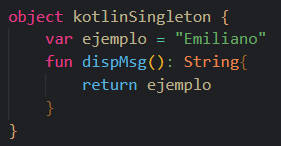 object kotlinSingleton {
    var ejemplo = "Emiliano"
    fun dispMsg(): String{
        return ejemplo
    }
}